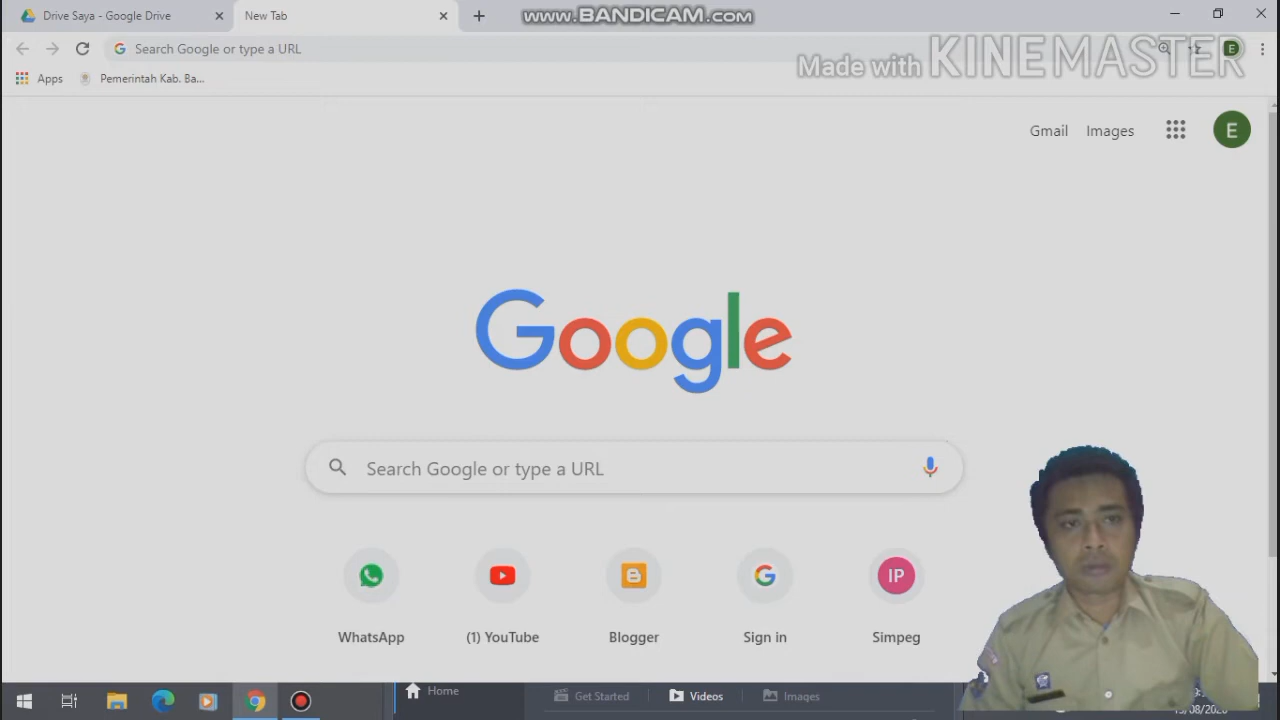 Drive Saya - Google Drive
New Tab
www.BANDICAM.com
Search Google or type a URL
Made with KINEMASTER
Apps
Pemerintah Kab. Ba...
Gmail
Images
E
Google
Search Google or type a URL
IP
WhatsApp
(1) YouTube
Blogger
Sign in
Simpeg
Home
Get Started
Videos
Images